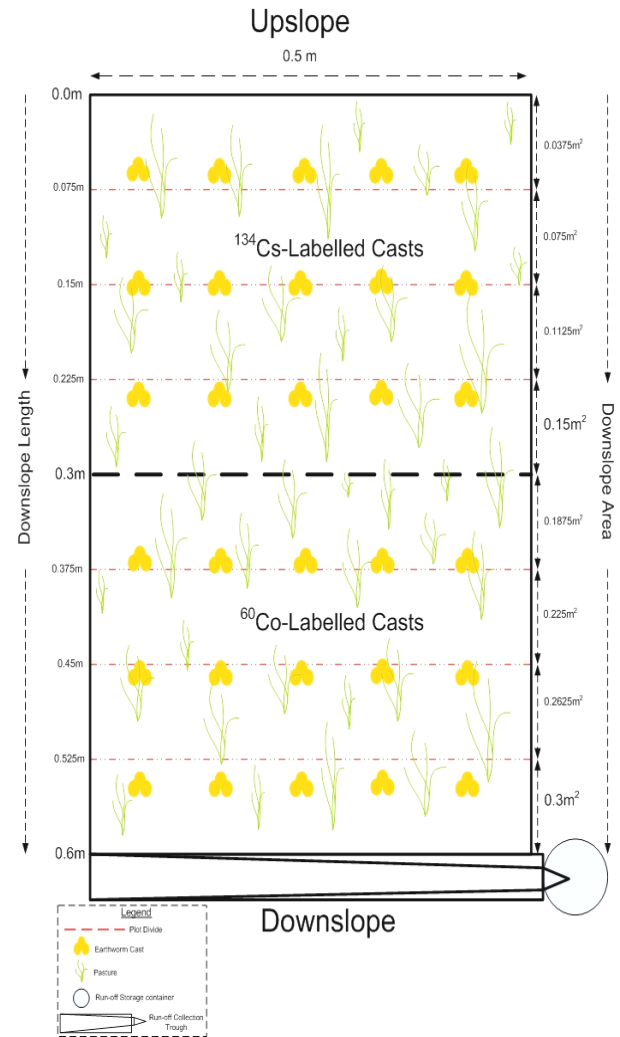 Upslope
0.5 m
0.0m
0.0375m²
0.075m
0.075m²
¹³⁴Cs-Labelled Casts
0.15m
0.1125m²
0.225m
0.15m²
Downslope Length
Downslope Area
0.3m
0.1875m²
0.375m
0.225m²
⁶⁰Co-Labelled Casts
0.45m
0.2625m²
0.525m
0.3m²
0.6m
Downslope
Legend
Plot Divide
Earthworm Cast
Pasture
Run-off Storage container
Run-off Collection
Trough